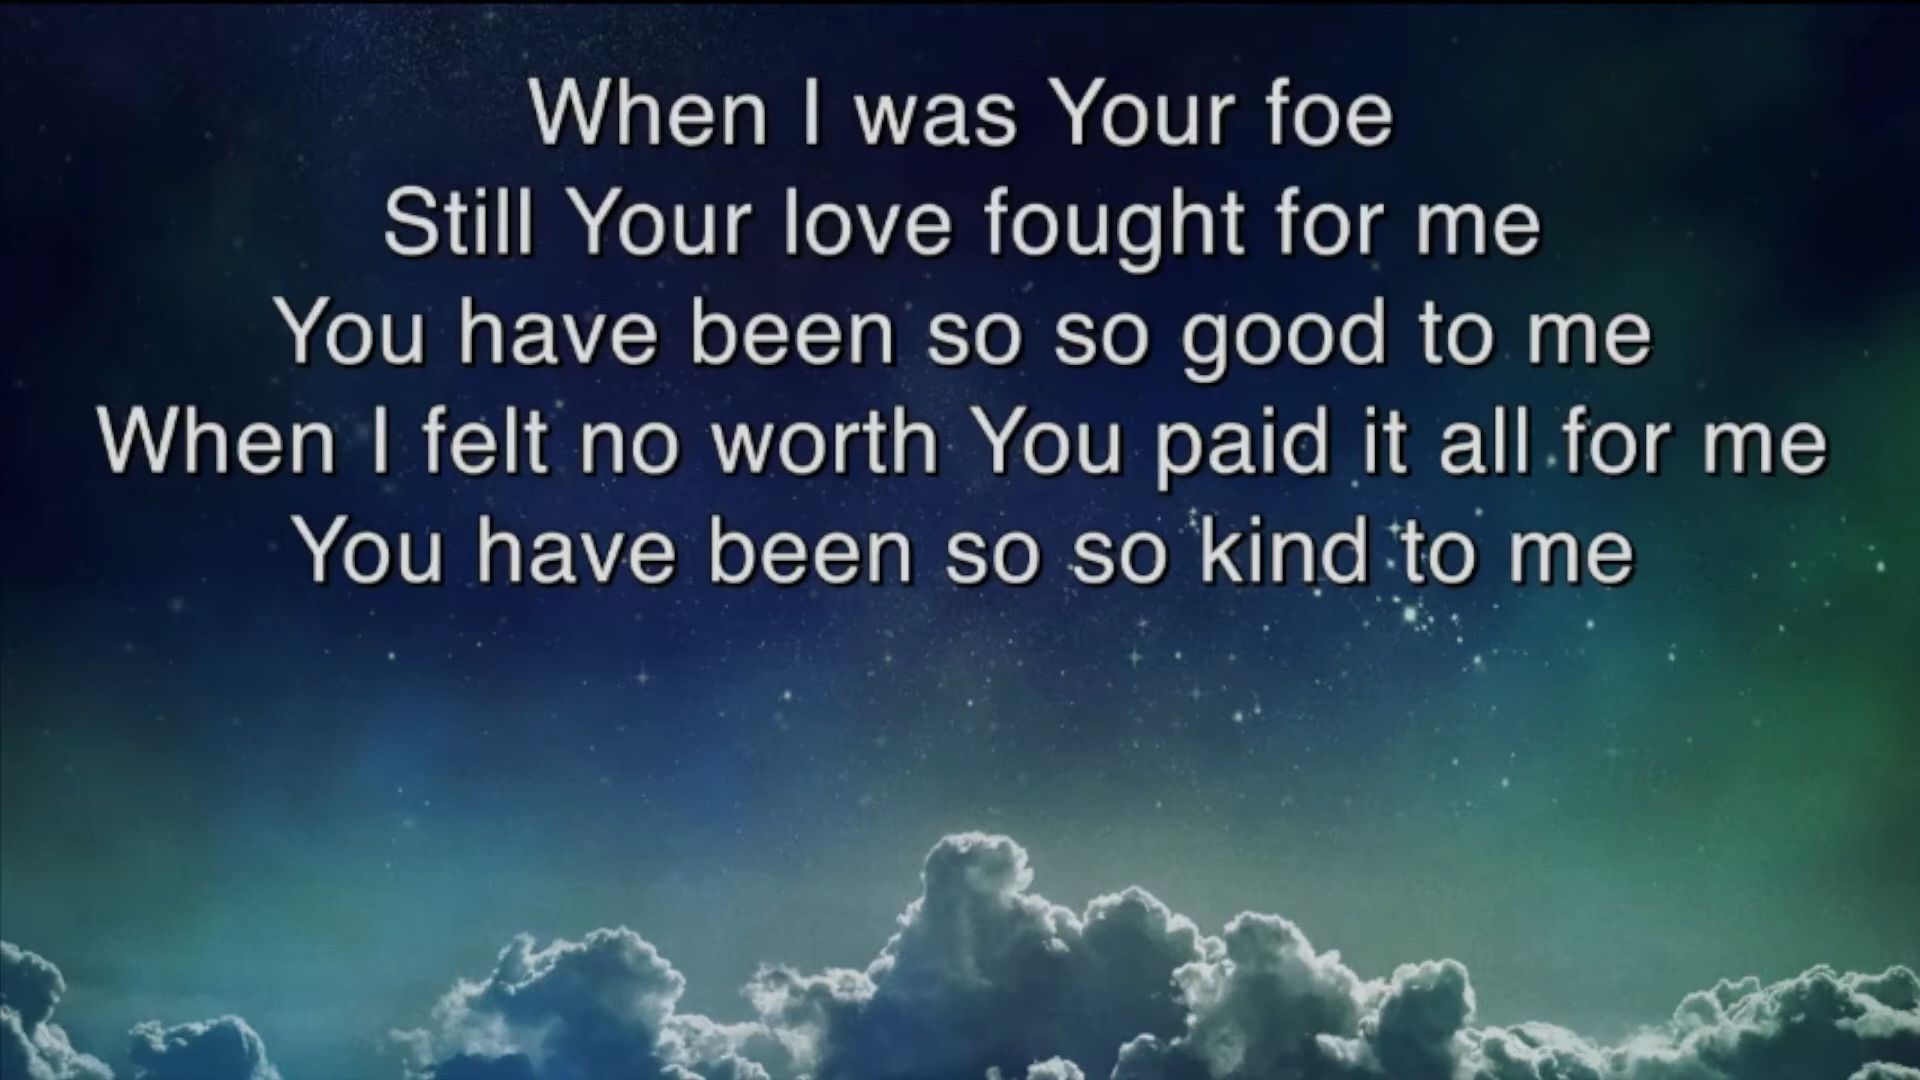 When I was Your foe
Still Your love fought for me
You have been so so good to me
When I felt no worth You paid it all for me
You have been so so kind to me